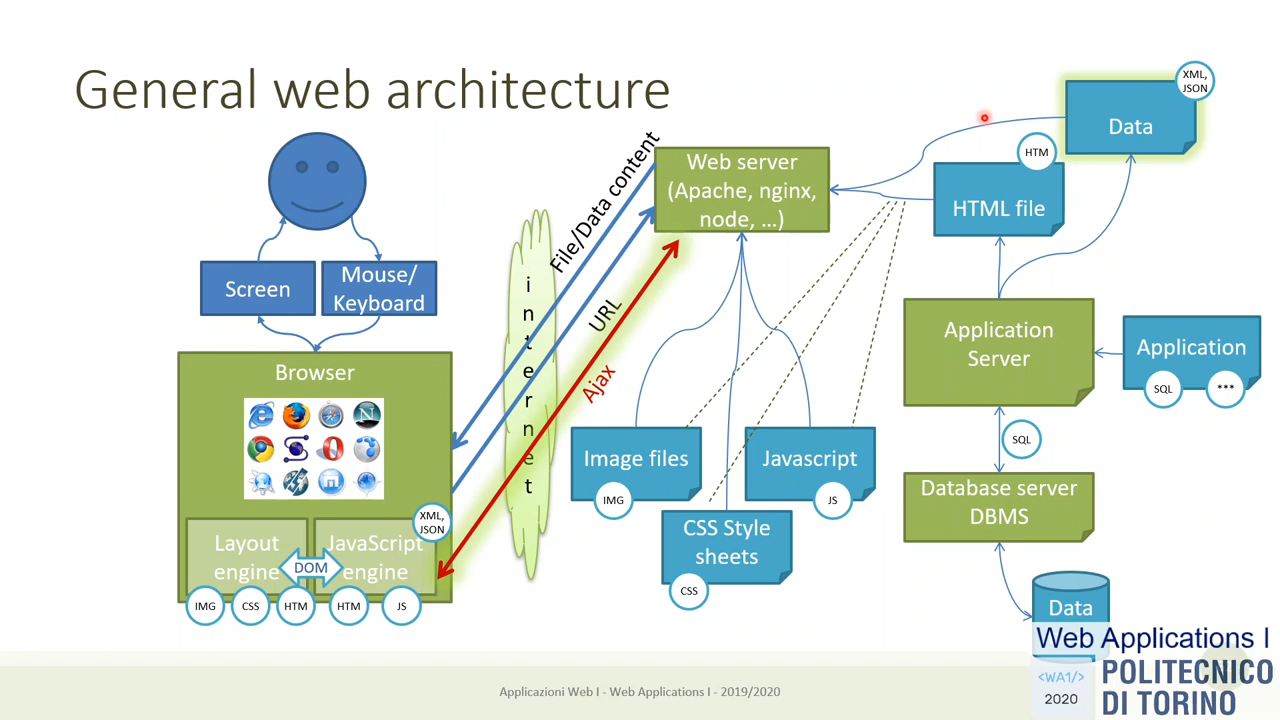 General web architecture
XML,
JSON
Data
HTM
HTML file
Web server
(Apache, nginx,
node, ...)
File/Data content
URL
Ajax
internet
Screen
Mouse/
Keyboard
Browser
XML,
JSON
Layout
engine
DOM
JavaScript
engine
IMG
CSS
HTM
HTM
JS
Image files
IMG
CSS Style
sheets
CSS
Javascript
JS
Application
Server
Application
SQL
***
SQL
Database server
DBMS
Data
Web Applications I
<WA1/>
2020
POLITECNICO
DI TORINO
Applicazioni Web I - Web Applications I - 2019/2020